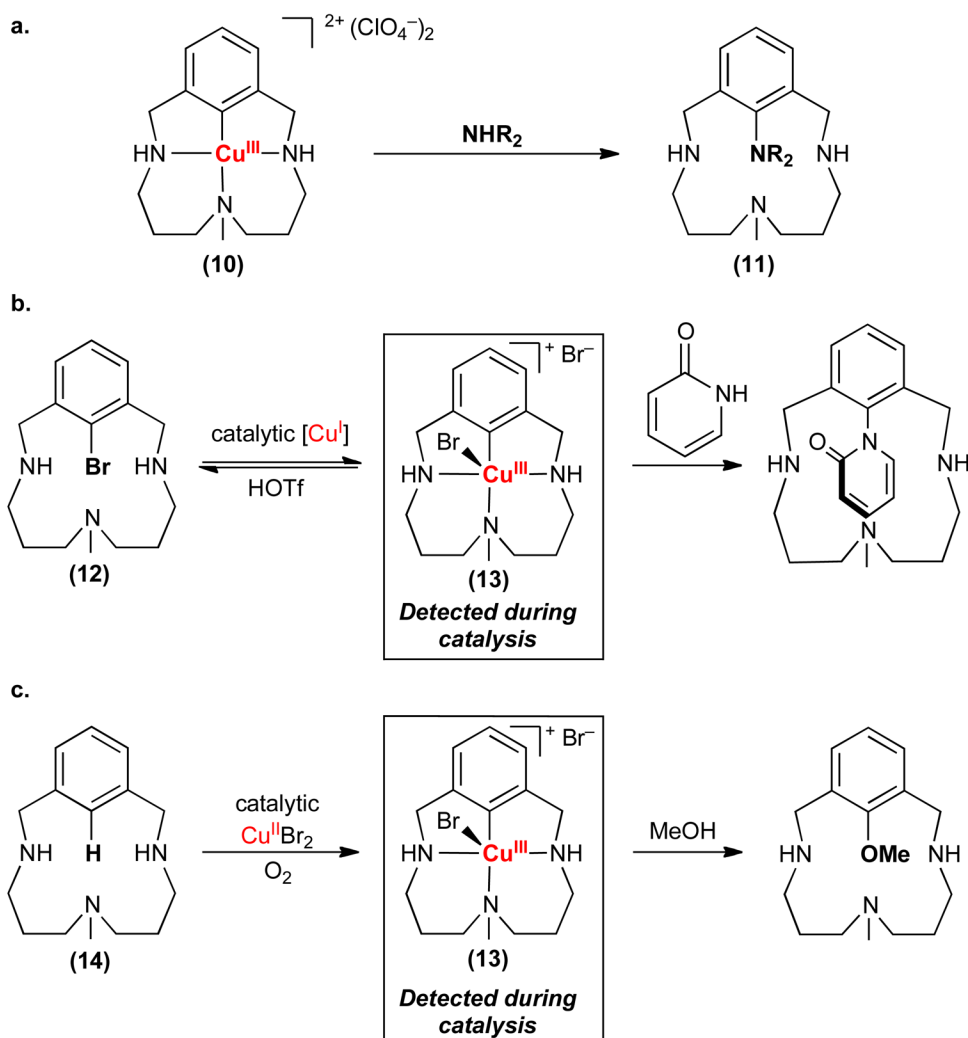 a.
2+ (ClO₄⁻)₂
HN Cuᴵᴵᴵ NH
N
(10)
NHR₂
HN NR₂ NH
N
(11)
b.
NH Br HN
N
(12)
catalytic [Cuᴵ]
HOTf
+ Br⁻
Br
HN Cuᴵᴵᴵ NH
N
(13)
Detected during
catalysis
O
NH
O N
NH NH
N
c.
NH H HN
N
(14)
catalytic
CuᴵᴵBr₂
O₂
+ Br⁻
Br
HN Cuᴵᴵᴵ NH
N
(13)
Detected during
catalysis
MeOH
NH OMe HN
N